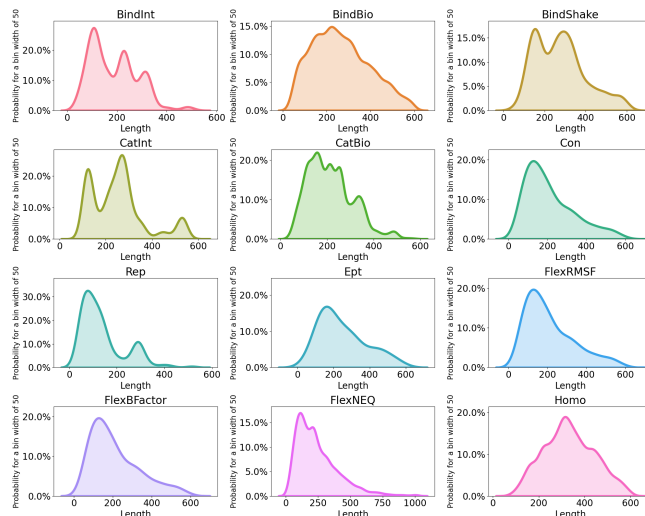 BindInt
BindBio
BindShake
Probability for a bin width of 50
20.0%
10.0%
0.0%
0
200
400
600
Length
Probability for a bin width of 50
15.0%
10.0%
5.0%
0.0%
0
200
400
600
Length
Probability for a bin width of 50
15.0%
10.0%
5.0%
0.0%
0
200
400
600
Length
CatInt
CatBio
Con
Probability for a bin width of 50
20.0%
10.0%
0.0%
0
200
400
600
Length
Probability for a bin width of 50
20.0%
10.0%
0.0%
0
200
400
600
Length
Probability for a bin width of 50
20.0%
10.0%
0.0%
0
200
400
600
Length
Rep
Ept
FlexRMSF
Probability for a bin width of 50
30.0%
20.0%
10.0%
0.0%
0
200
400
600
Length
Probability for a bin width of 50
20.0%
10.0%
0.0%
0
200
400
600
Length
Probability for a bin width of 50
20.0%
10.0%
0.0%
0
200
400
600
Length
FlexBFactor
FlexNEQ
Homo
Probability for a bin width of 50
20.0%
10.0%
0.0%
0
200
400
600
Length
Probability for a bin width of 50
15.0%
10.0%
5.0%
0.0%
0
250
500
750
1000
Length
Probability for a bin width of 50
20.0%
10.0%
0.0%
0
200
400
600
Length